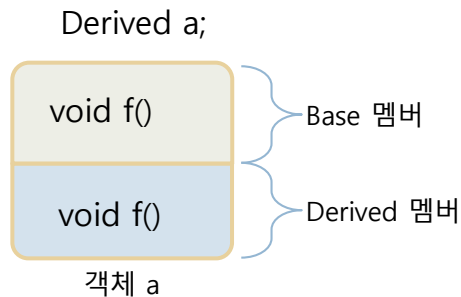 Derived a;
void f()
Base 멤버
void f()
Derived 멤버
객체 a